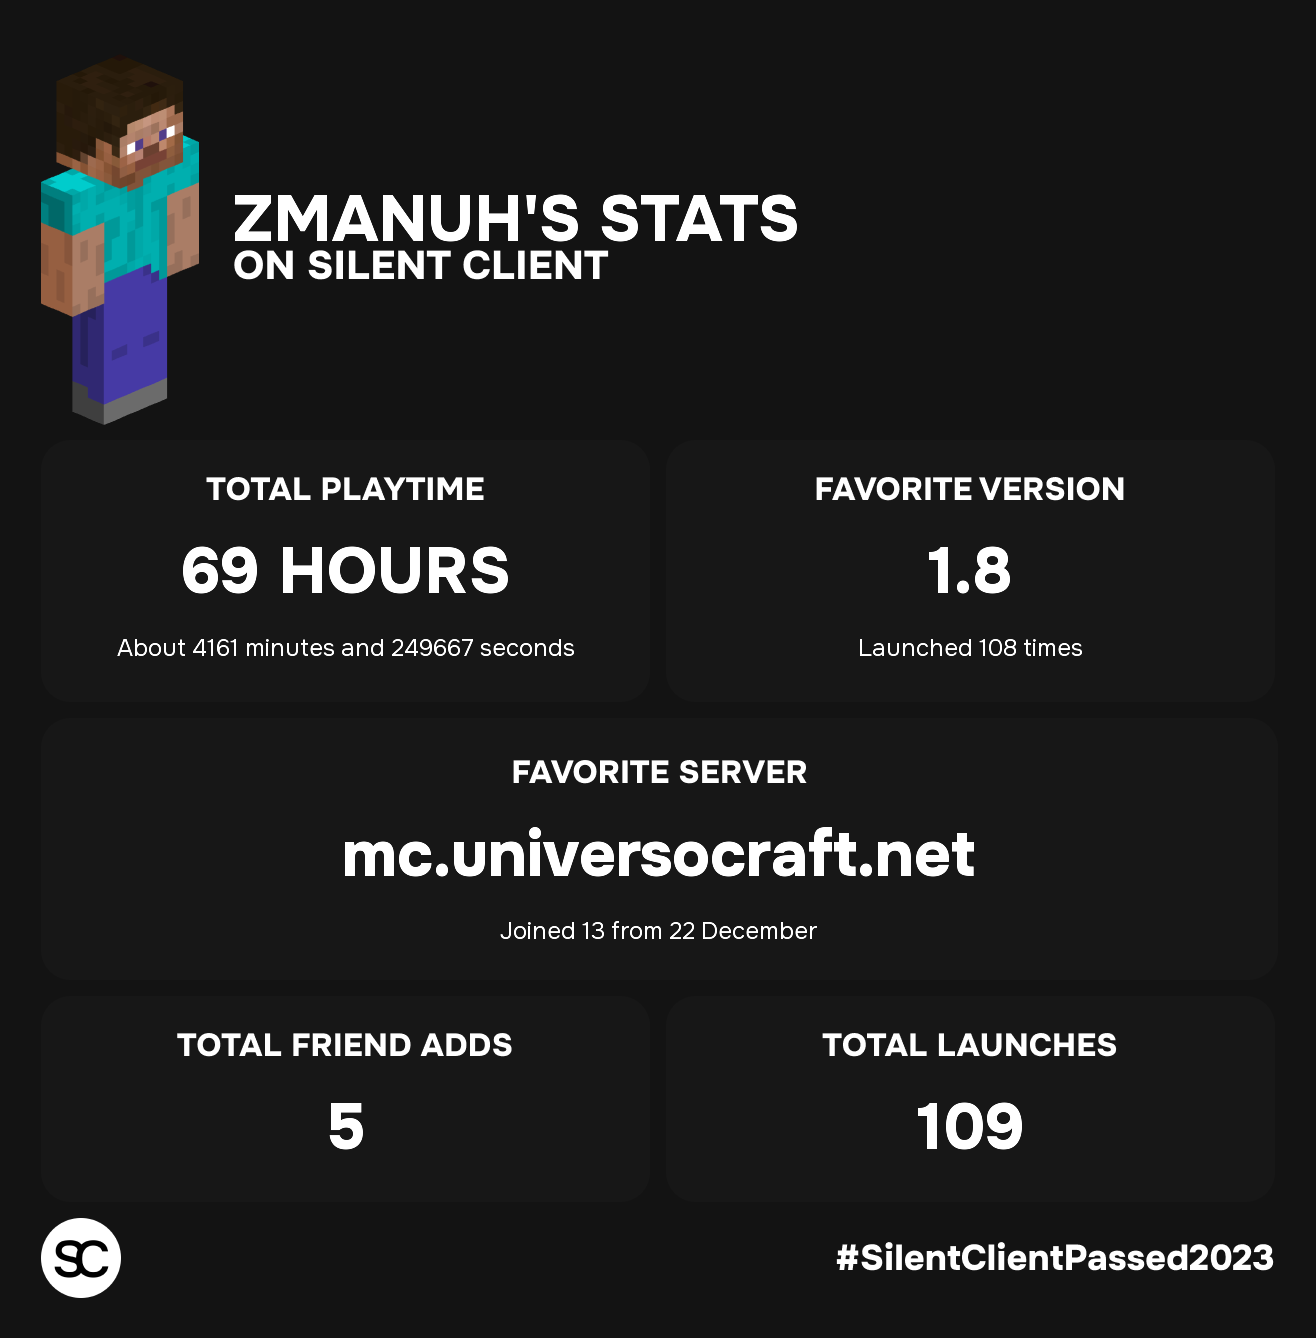 ZMANUH'S STATS
ON SILENT CLIENT
TOTAL PLAYTIME
69 HOURS
About 4161 minutes and 249667 seconds
FAVORITE VERSION
1.8
Launched 108 times
FAVORITE SERVER
mc.universocraft.net
Joined 13 from 22 December
TOTAL FRIEND ADDS
5
TOTAL LAUNCHES
109
SC
#SilentClientPassed2023